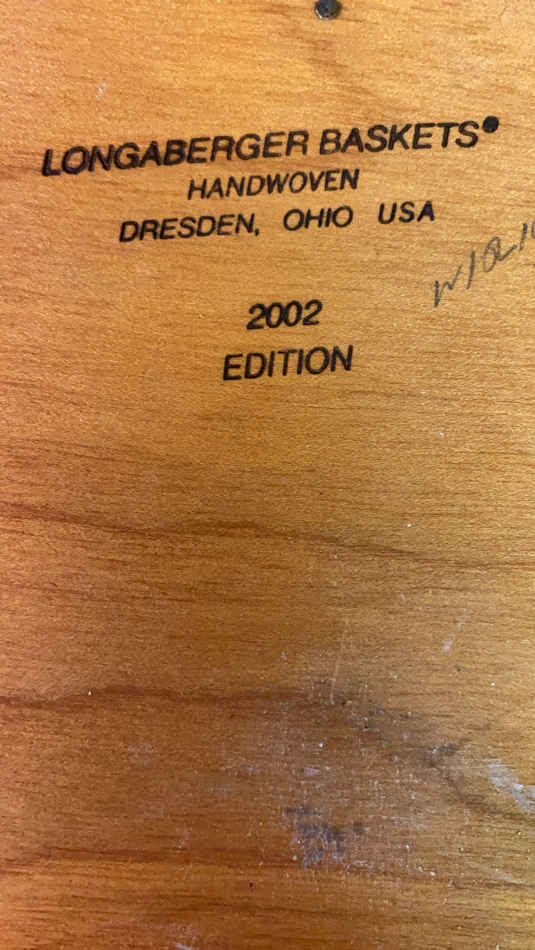 LONGABERGER BASKETS®
HANDWOVEN
DRESDEN, OHIO USA
2002
EDITION